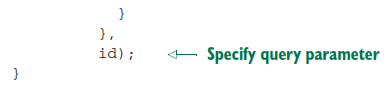 }
},
id); Specify query parameter
}